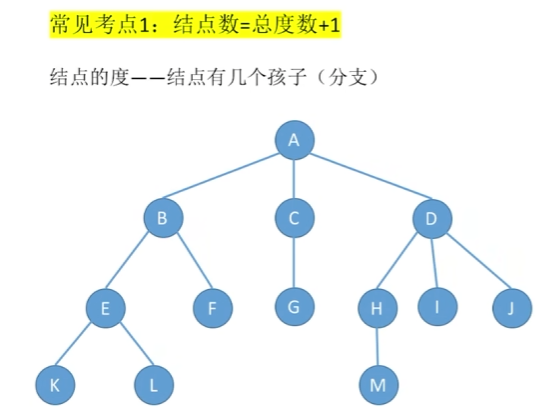 常见考点1：结点数=总度数+1
结点的度——结点有几个孩子（分支）
A
B C D
E F G H I J
K L M